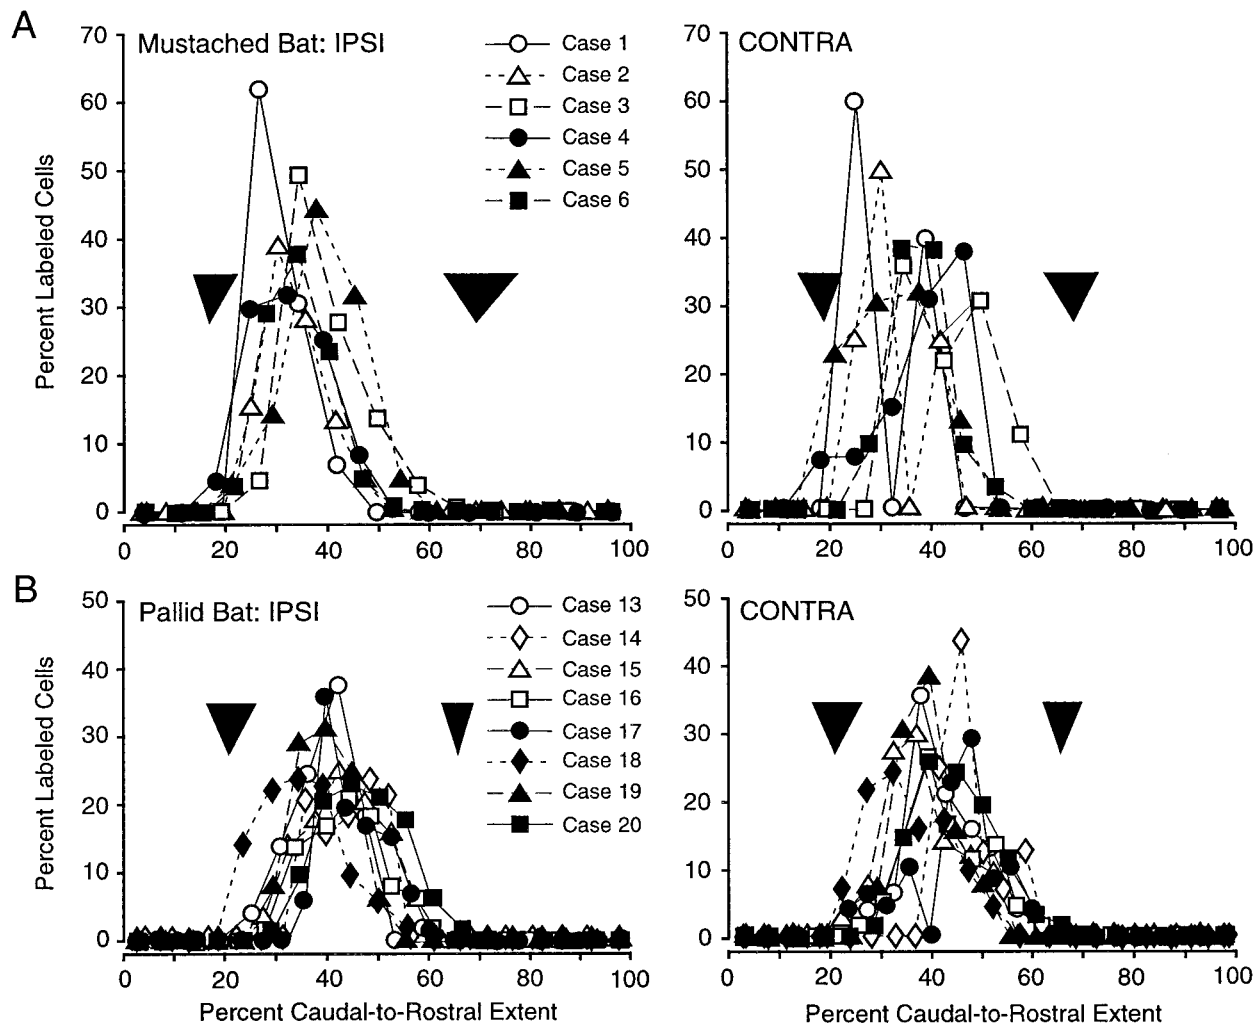 A
Mustached Bat: IPSI
CONTRA
Case 1
Case 2
Case 3
Case 4
Case 5
Case 6
Percent Labeled Cells
70
60
50
40
30
20
10
0
0 20 40 60 80 100
70
60
50
40
30
20
10
0
0 20 40 60 80 100
B
Pallid Bat: IPSI
CONTRA
Case 13
Case 14
Case 15
Case 16
Case 17
Case 18
Case 19
Case 20
Percent Labeled Cells
50
40
30
20
10
0
0 20 40 60 80 100
Percent Caudal-to-Rostral Extent
50
40
30
20
10
0
0 20 40 60 80 100
Percent Caudal-to-Rostral Extent